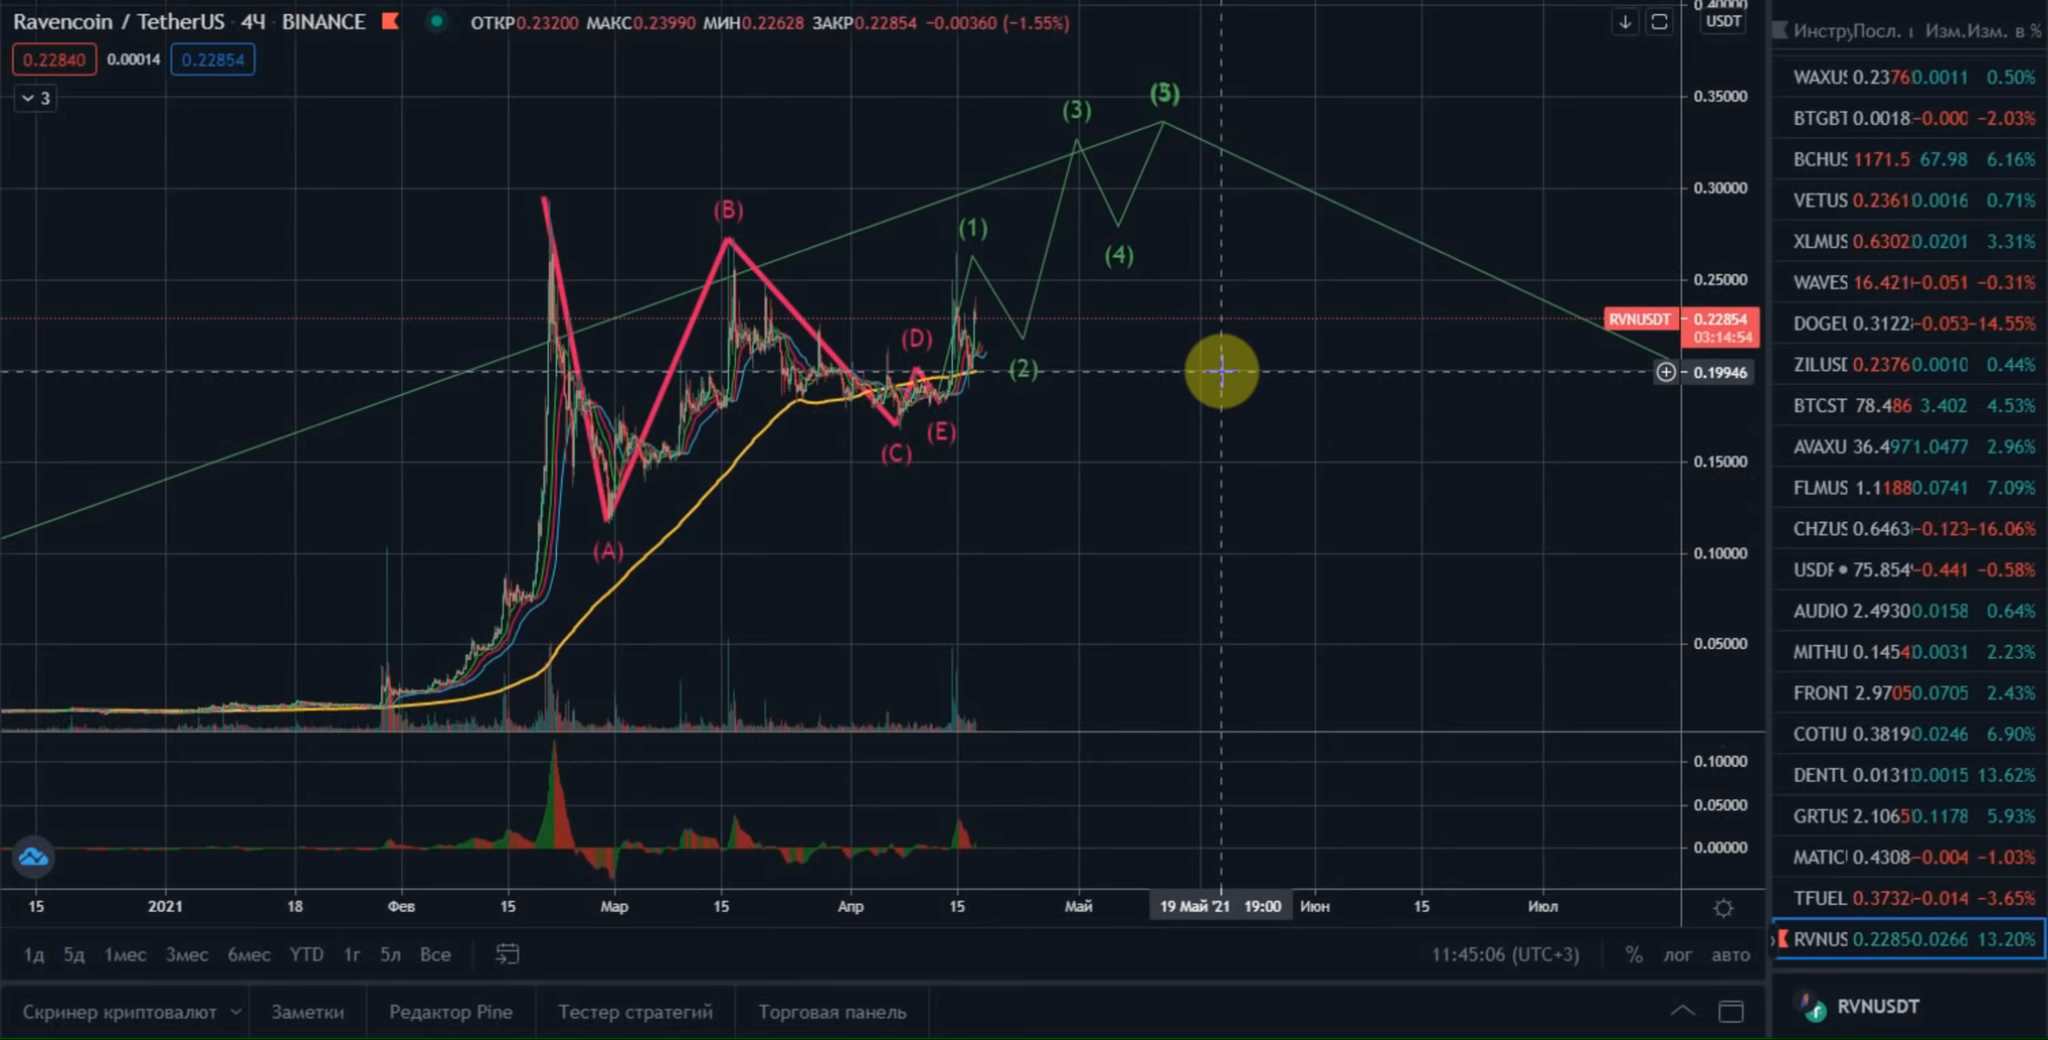 Ravencoin / TetherUS 4Ч BINANCE ОТКР0.23200 МАКС0.23990 МИН0.22628 ЗАКР0.22854 −0.00360 (−1.55%)
0.22840 0.00014 0.22854
3
USDT
0.35000
0.30000
0.25000
RVNUSDT 0.22854
03:14:54
0.19946
0.15000
0.10000
0.05000
0.10000
0.05000
0.00000
(A)
(B)
(C)
(D)
(E)
(1)
(2)
(3)
(4)
(5)
15 2021 18 Фев 15 Мар 15 Апр 15 Май 19 Май '21 19:00 Июн 15 Июл
1д 5д 1мес 3мес 6мес YTD 1г 5л Все 11:45:06 (UTC+3) % лог авто
Скринер криптовалют Заметки Редактор Pine Тестер стратегий Торговая панель
Посл. Изм. Изм. в %
WAXUS 0.2376 0.0011 0.50%
BTGBT 0.0018 −0.000 −2.03%
BCHUS 1171.5 67.98 6.16%
VETUS 0.2361 0.0016 0.71%
XLMUS 0.6302 0.0201 3.31%
WAVES 16.421 −0.051 −0.31%
DOGEU 0.3122 −0.053 −14.55%
ZILUSD 0.2376 0.0010 0.44%
BTCST 78.486 3.402 4.53%
AVAXU 36.497 1.0477 2.96%
FLMUS 1.1188 0.0741 7.09%
CHZUS 0.6463 −0.123 −16.06%
75.854 −0.441 −0.58%
AUDIO 2.4930 0.0158 0.64%
MITHU 0.1454 0.0031 2.23%
FRONT 2.9705 0.0705 2.43%
COTIU 0.3819 0.0246 6.90%
DENTU 0.0131 0.0015 13.62%
GRTUS 2.1065 0.1178 5.93%
MATIC 0.4308 −0.004 −1.03%
TFUEL 0.3732 −0.014 −3.65%
RVNUS 0.2285 0.0266 13.20%
RVNUSDT